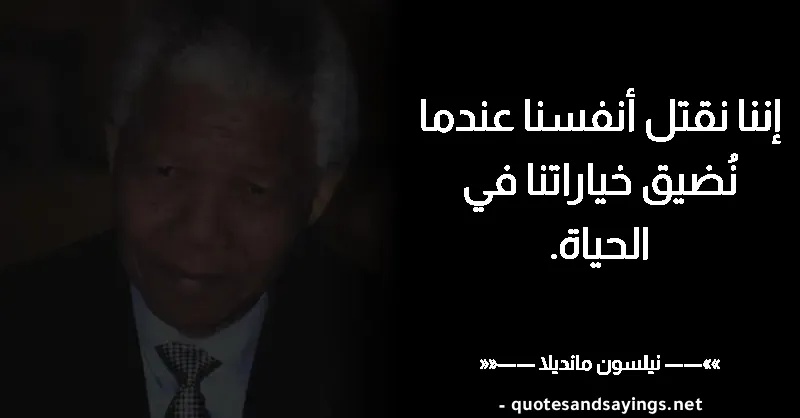 إننا نقتل أنفسنا عندما
نُضيق خياراتنا في
الحياة.
»»—— نيلسون مانديلا ——««
- quotesandsayings.net